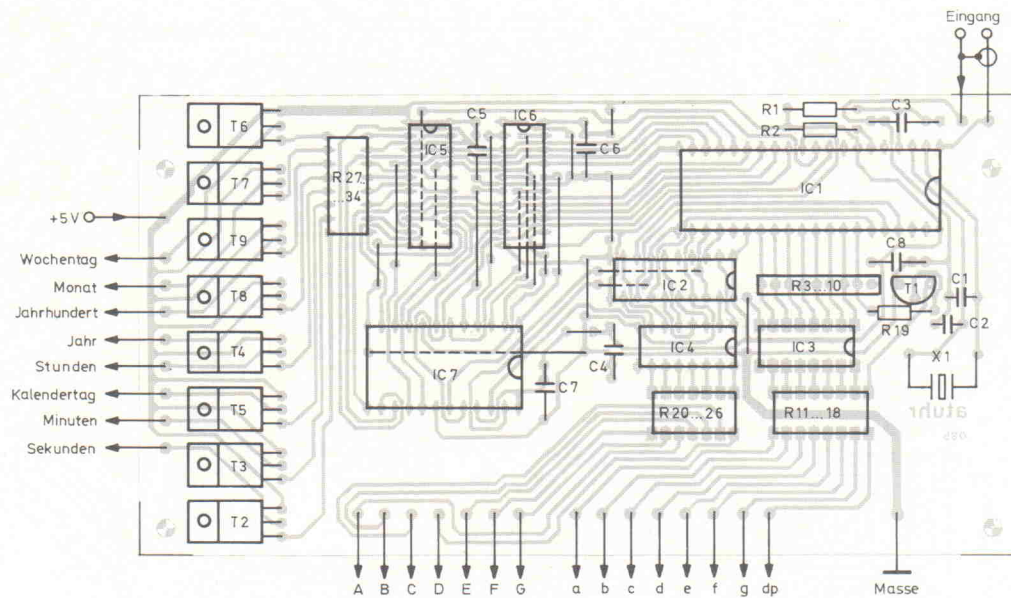 Eingang
T6
C5
IC6
R1
C3
R2
IC5
C6
T7
R27...
...34
IC1
+5V
T9
Wochentag
C8
Monat
T8
IC2
R3...10
T1
C1
Jahrhundert
R19
C2
Jahr
T4
IC7
C4
IC4
IC3
X1
Stunden
C7
Kalendertag
T5
R20...26
R11...18
atuhr
Minuten
Sekunden
T3
T2
A B C D E F G a b c d e f g dp Masse